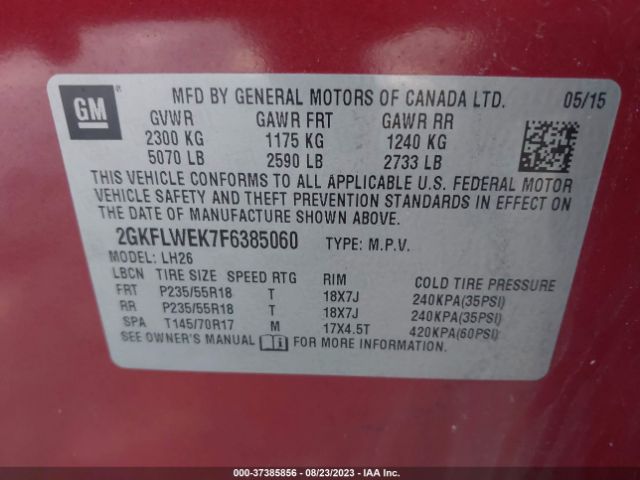 GM
MFD BY GENERAL MOTORS OF CANADA LTD. 05/15
GVWR GAWR FRT GAWR RR
2300 KG 1175 KG 1240 KG
5070 LB 2590 LB 2733 LB
THIS VEHICLE CONFORMS TO ALL APPLICABLE U.S. FEDERAL MOTOR
VEHICLE SAFETY AND THEFT PREVENTION STANDARDS IN EFFECT ON
THE DATE OF MANUFACTURE SHOWN ABOVE.
2GKFLWEK7F6385060 TYPE: M.P.V.
MODEL: LH26
LBCN TIRE SIZE SPEED RTG RIM COLD TIRE PRESSURE
FRT P235/55R18 T 18X7J 240KPA(35PSI)
RR P235/55R18 T 18X7J 240KPA(35PSI)
SPA T145/70R17 M 17X4.5T 420KPA(60PSI)
SEE OWNER'S MANUAL FOR MORE INFORMATION.
000-37385856 - 08/23/2023 - COPYRIGHT IAA